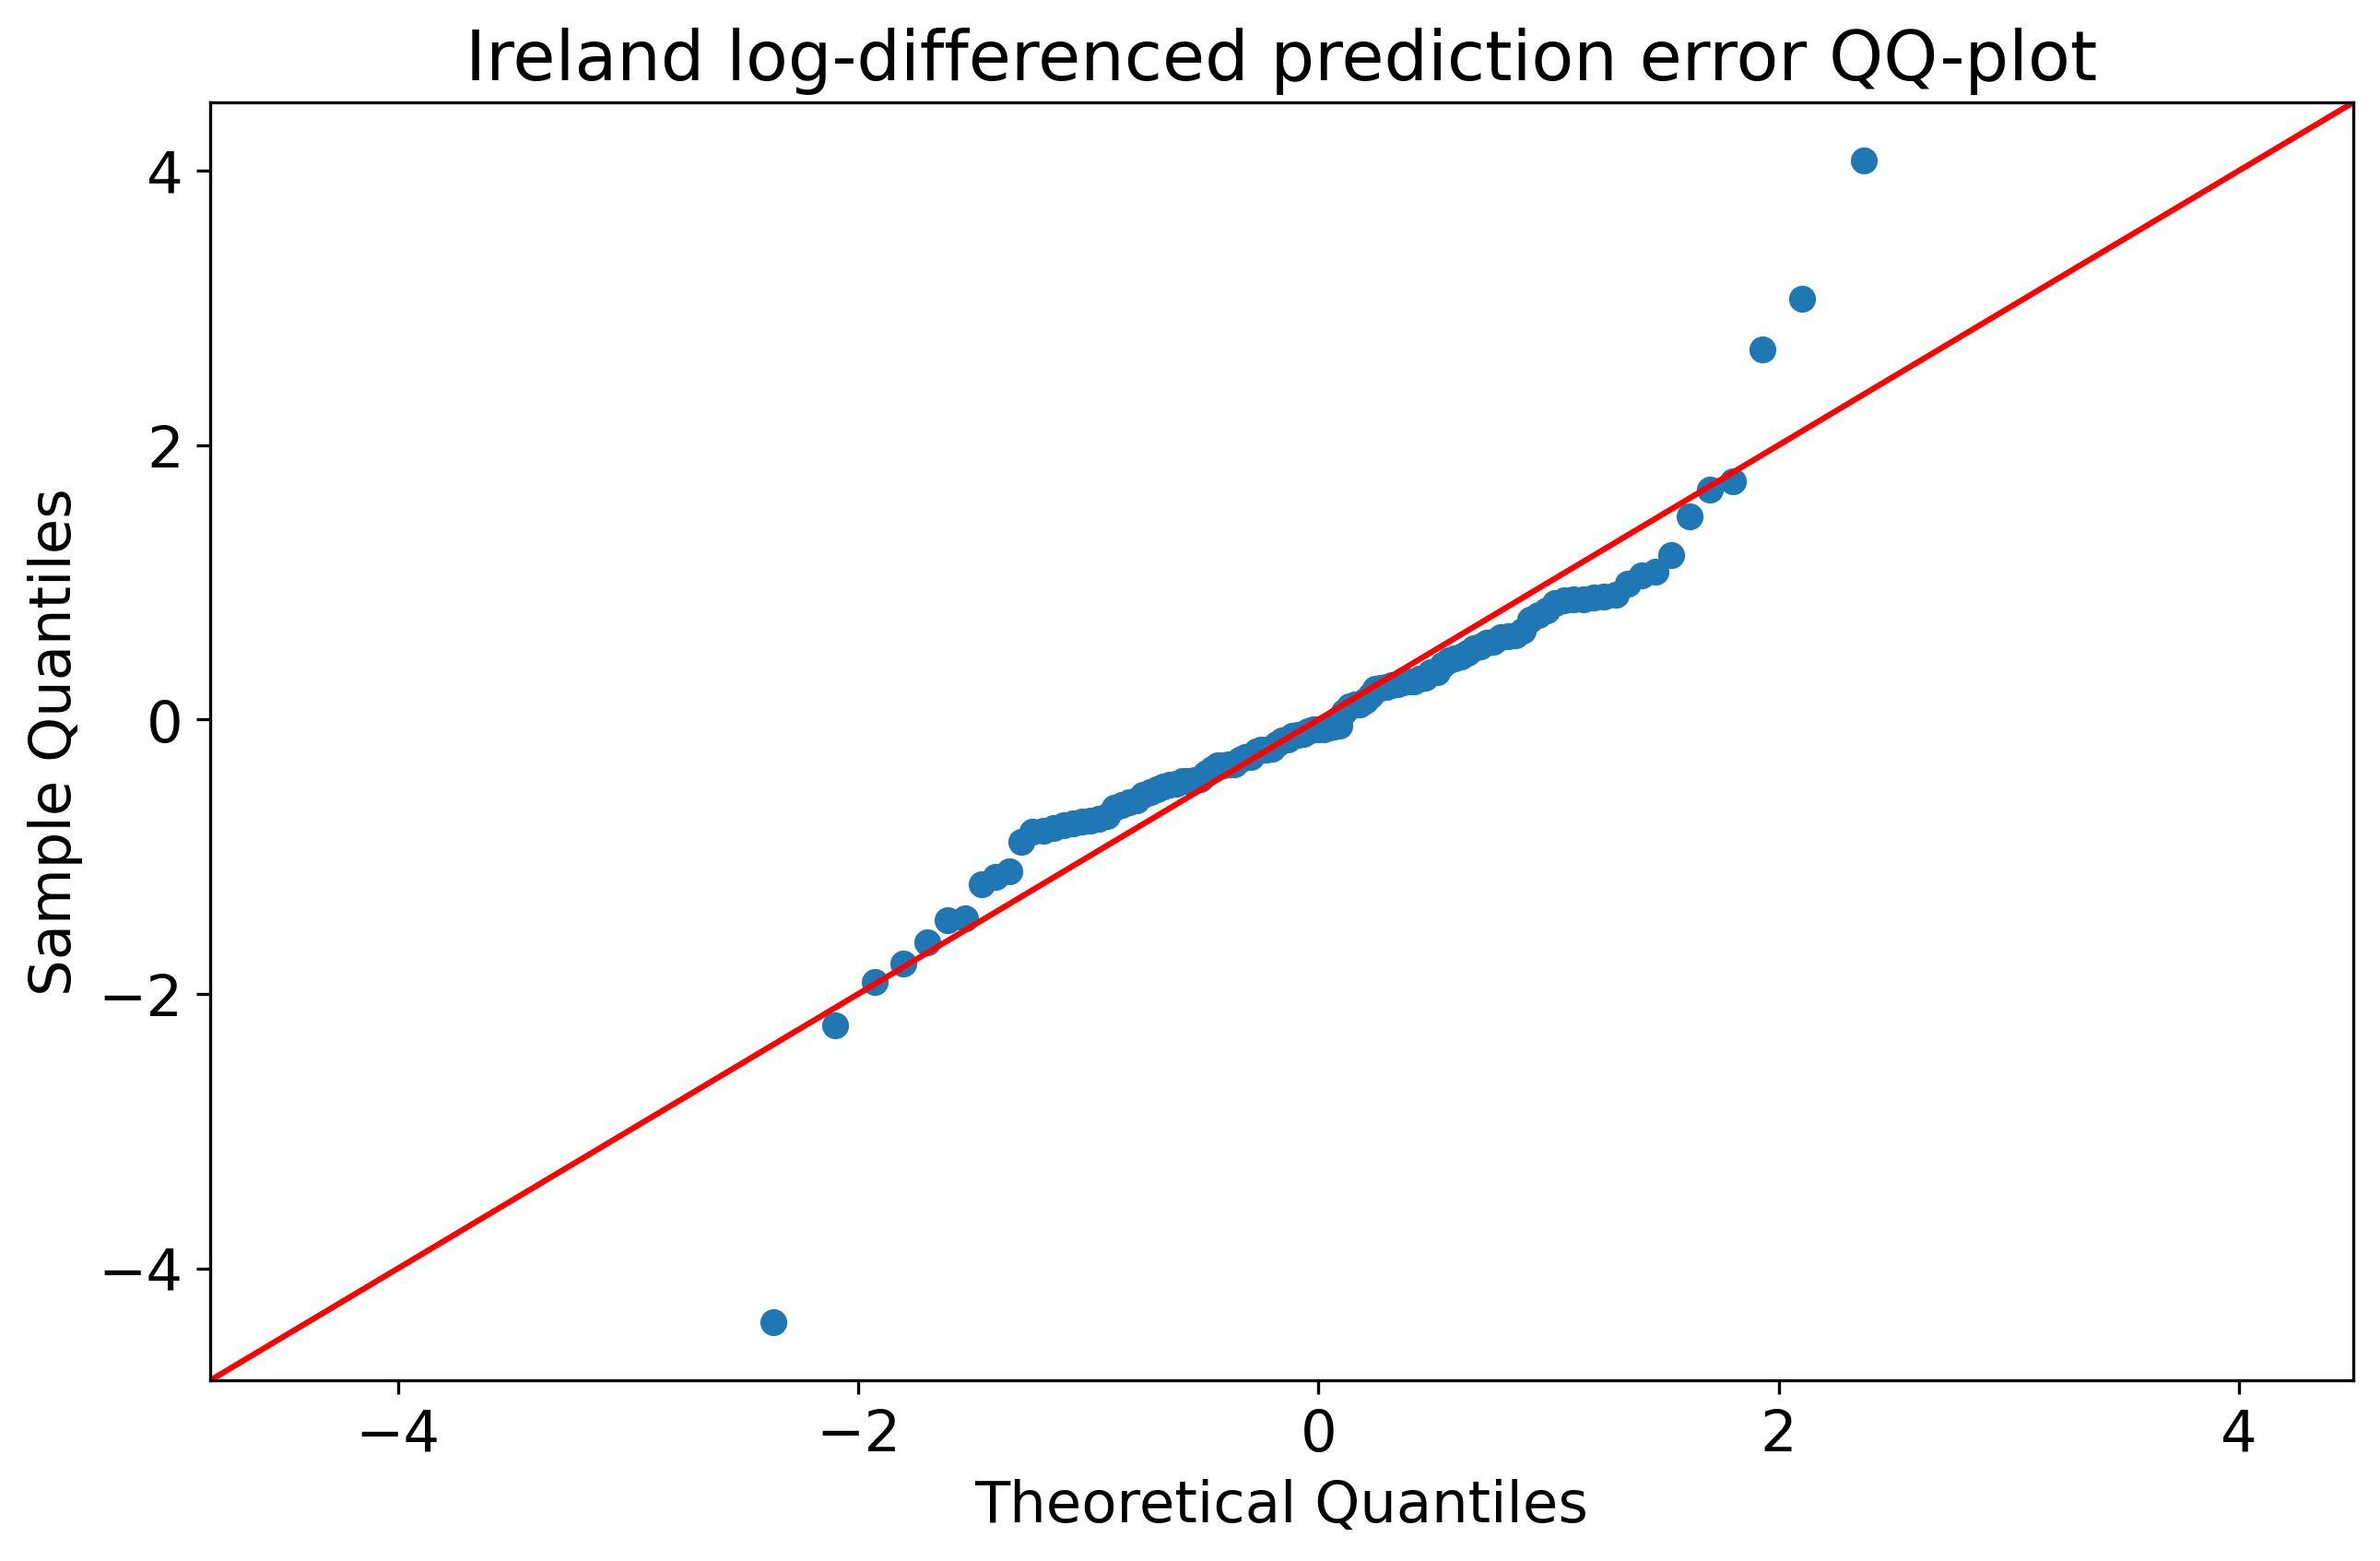 Ireland log-differenced prediction error QQ-plot
4
2
0
−2
−4
Sample Quantiles
−4 −2 0 2 4
Theoretical Quantiles